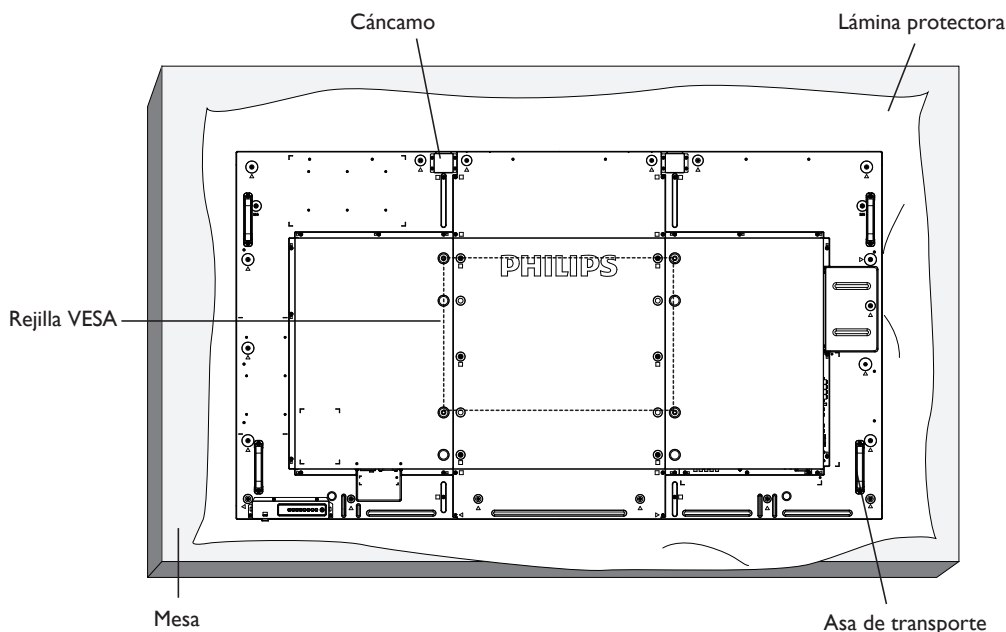 Cáncamo
Lámina protectora
PHILIPS
Rejilla VESA
Mesa
Asa de transporte